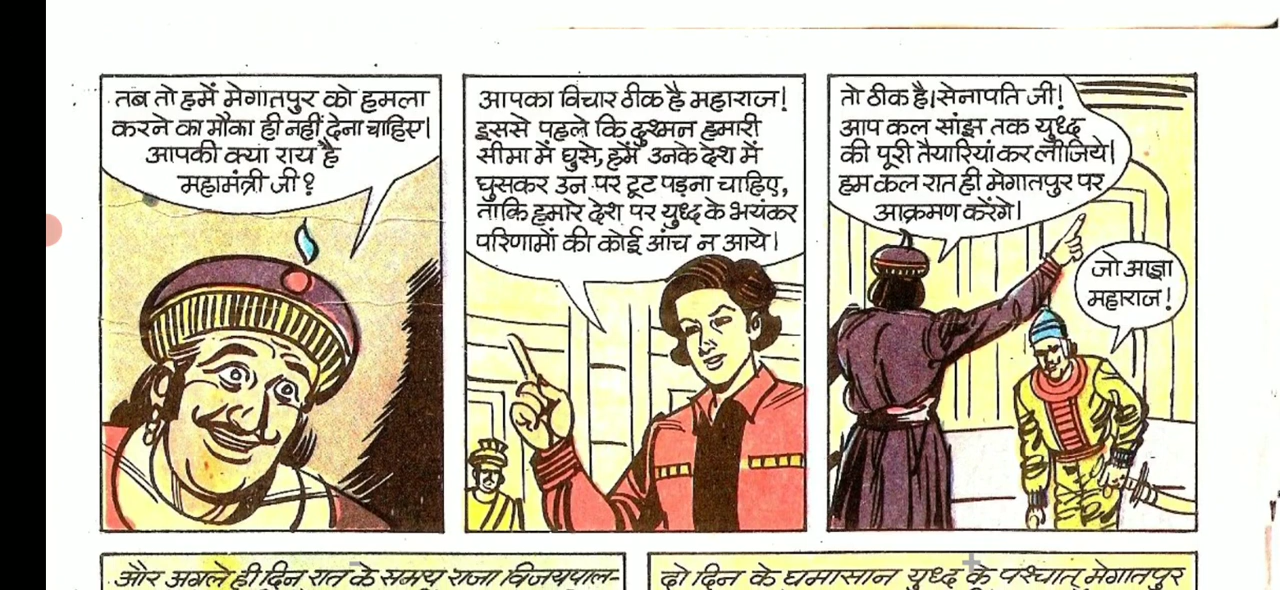 तब तो हमें मेगातपुर को हमला
करने का मौका ही नहीं देना चाहिए।
आपकी क्या राय है
महामंत्री जी?
आपका विचार ठीक है महाराज!
इससे पहले कि दुश्मन हमारी
सीमा में घुसे, हमें उनके देश में
घुसकर उन पर टूट पड़ना चाहिए,
ताकि हमारे देश पर युध्द के भयंकर
परिणामों की कोई आंच न आये।
तो ठीक है। सेनापति जी!
आप कल सांझ तक युध्द
की पूरी तैयारियां कर लीजिये।
हम कल रात ही मेगातपुर पर
आक्रमण करेंगे।
जो आज्ञा
महाराज!
और अगले ही दिन रात के समय राजा विजयपाल-
दो दिन के घमासान युध्द के पश्चात् मेगातपुर